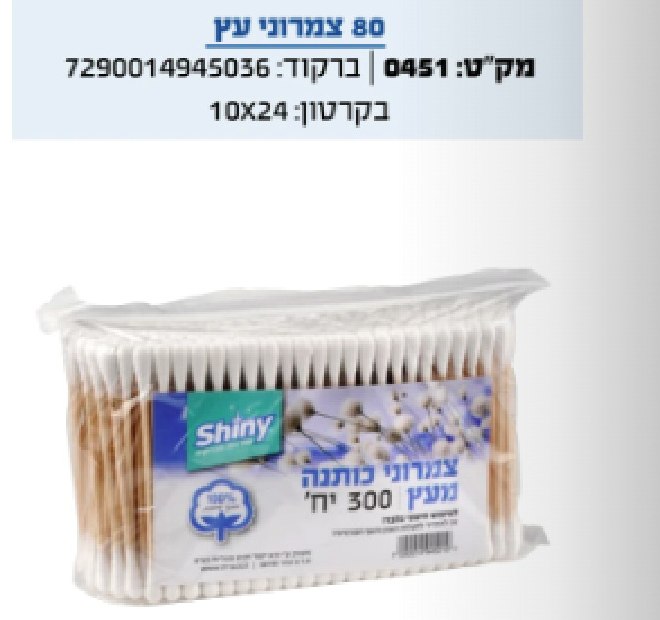 80 צמרוני עץ
מק"ט: 0451 | ברקוד: 7290014945036
בקרטון: 10X24
Shiny
צמרוני כותנה
מעץ 300 יח'
100%